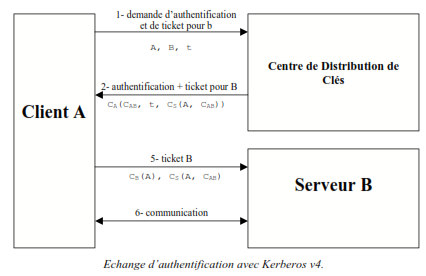 1- demande d'authentification
et de ticket pour b
A, B, t
Centre de Distribution de
Clés
2- authentification + ticket pour B
CA(CAB, t, CS(A, CAB))
Client A
5- ticket B
CB(A), CS(A, CAB)
Serveur B
6- communication
Echange d'authentification avec Kerberos v4.